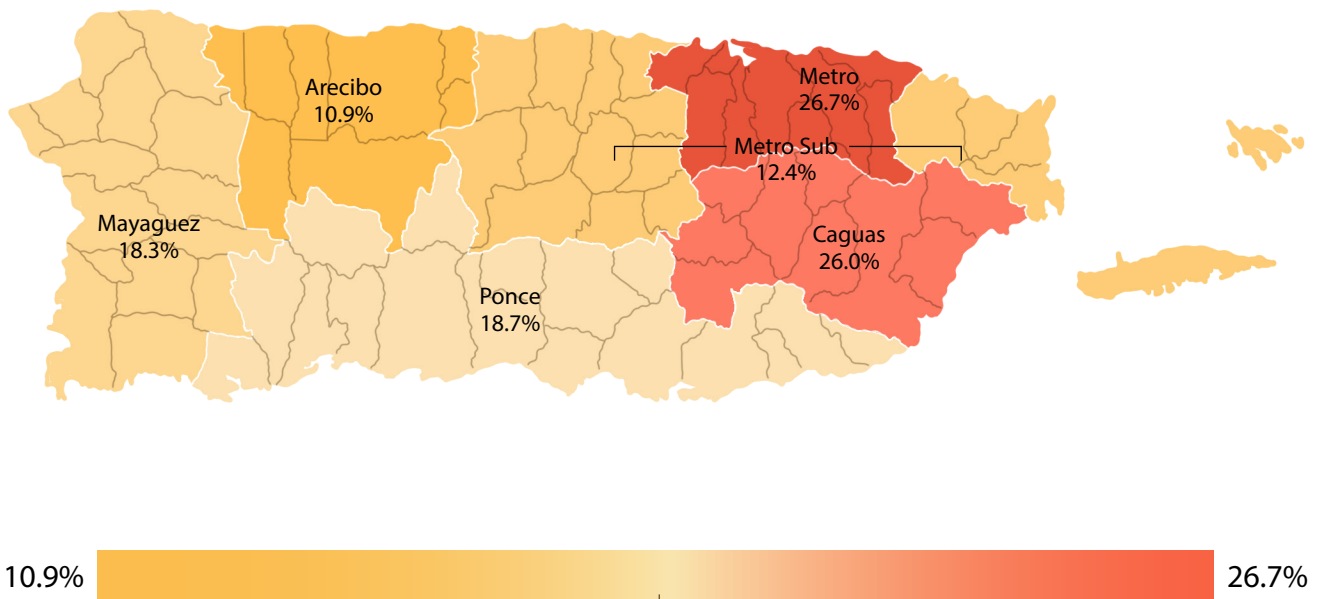 Arecibo
10.9%
Metro
26.7%
Metro Sub
12.4%
Mayaguez
18.3%
Caguas
26.0%
Ponce
18.7%
10.9%
26.7%